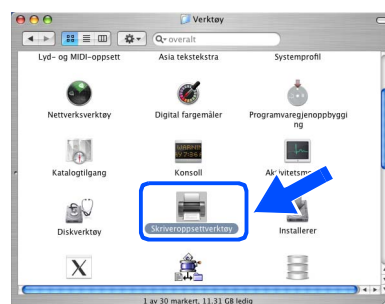 Verktøy
overalt
Lyd- og MIDI-oppsett
Asia tekstekstra
Systemprofil
Nettverksverktøy
Digital fargemåler
Programvaregjenoppbyggi
ng
Katalogtilgang
Konsoll
Diskverktøy
Skriveroppsettverktøy
Installerer
1 av 30 markert, 11,31 GB ledig